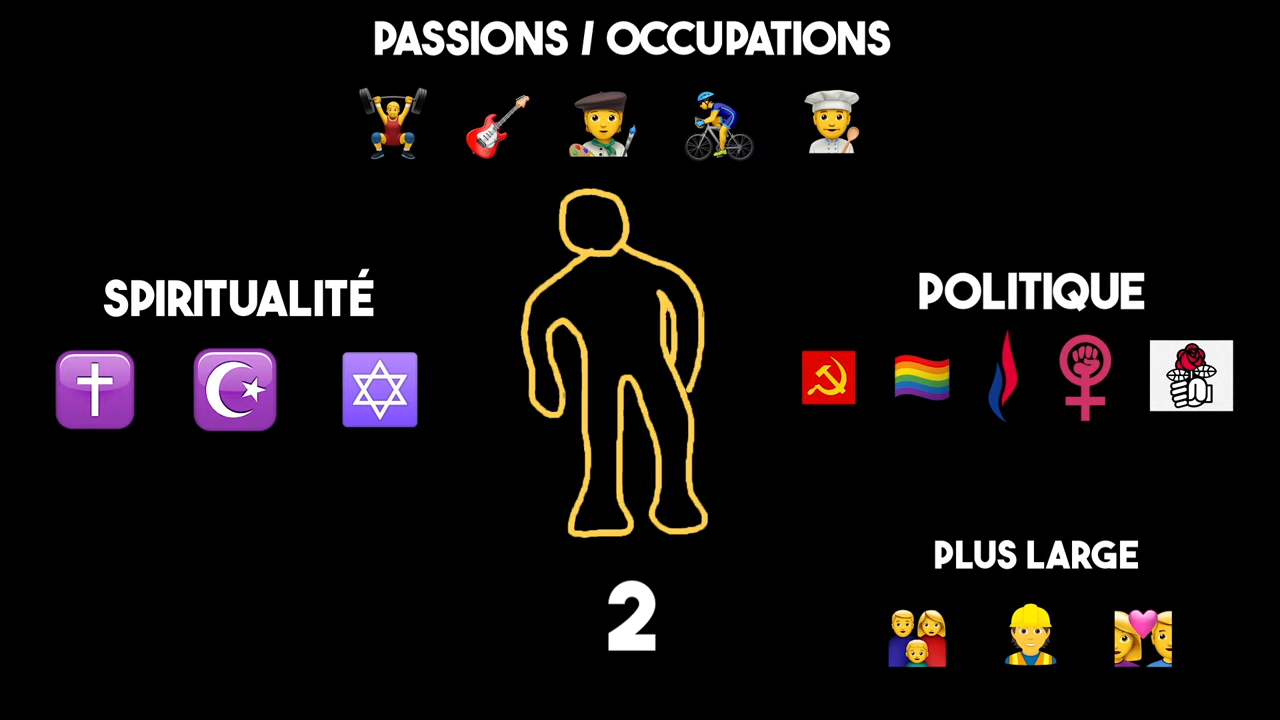 PASSIONS / OCCUPATIONS
SPIRITUALITÉ
POLITIQUE
PLUS LARGE
2